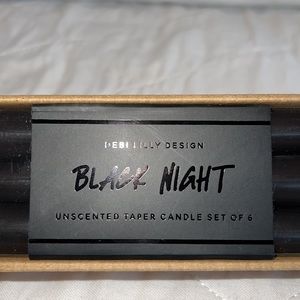 DEBI LILLY DESIGN
BLACK NIGHT
UNSCENTED TAPER CANDLE SET OF 6